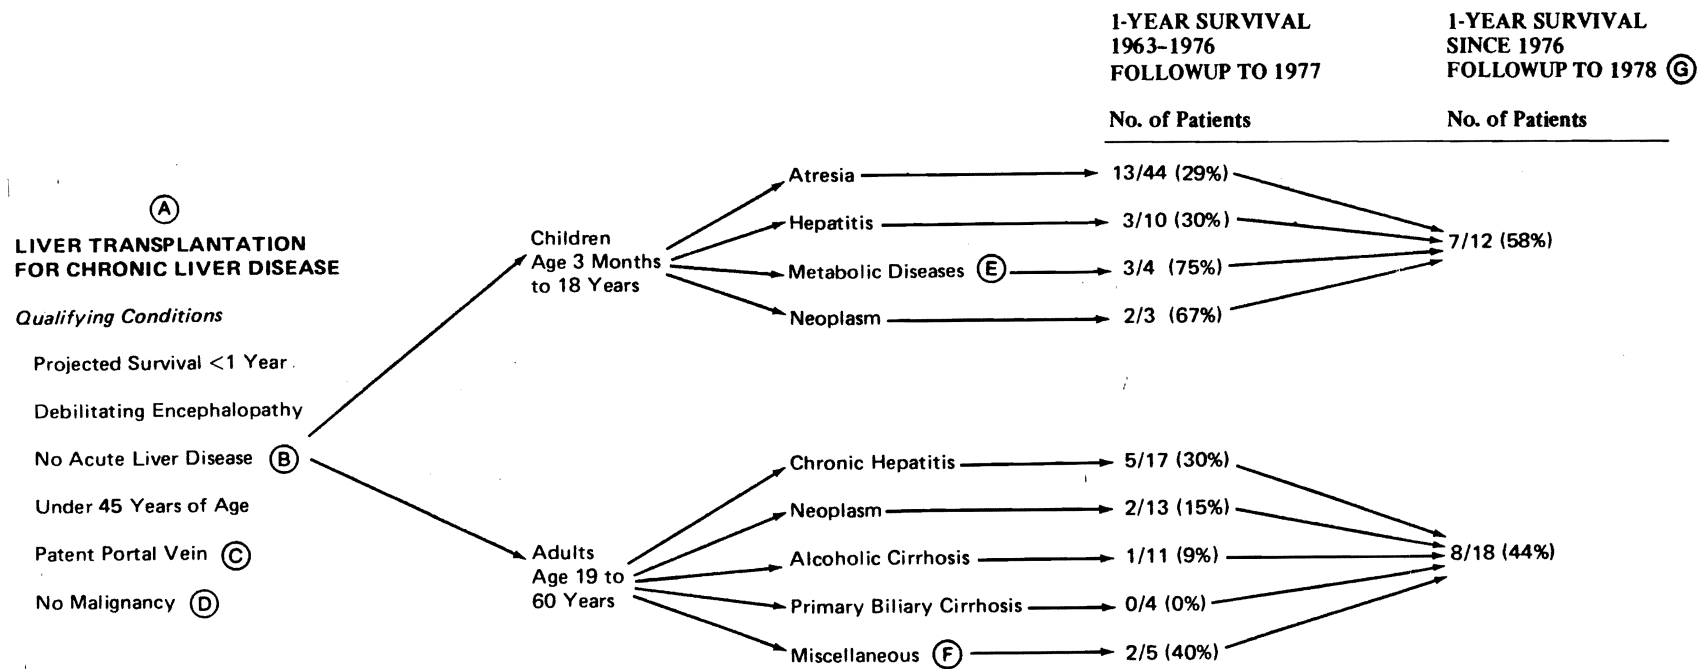 1-YEAR SURVIVAL
1963–1976
FOLLOWUP TO 1977
1-YEAR SURVIVAL
SINCE 1976
FOLLOWUP TO 1978 G
No. of Patients
No. of Patients
A
LIVER TRANSPLANTATION
FOR CHRONIC LIVER DISEASE
Qualifying Conditions
Projected Survival <1 Year
Debilitating Encephalopathy
No Acute Liver Disease B
Under 45 Years of Age
Patent Portal Vein C
No Malignancy D
Children
Age 3 Months
to 18 Years
Atresia 13/44 (29%)
Hepatitis 3/10 (30%)
Metabolic Diseases E 3/4 (75%)
Neoplasm 2/3 (67%)
7/12 (58%)
Adults
Age 19 to
60 Years
Chronic Hepatitis 5/17 (30%)
Neoplasm 2/13 (15%)
Alcoholic Cirrhosis 1/11 (9%)
Primary Biliary Cirrhosis 0/4 (0%)
Miscellaneous F 2/5 (40%)
8/18 (44%)